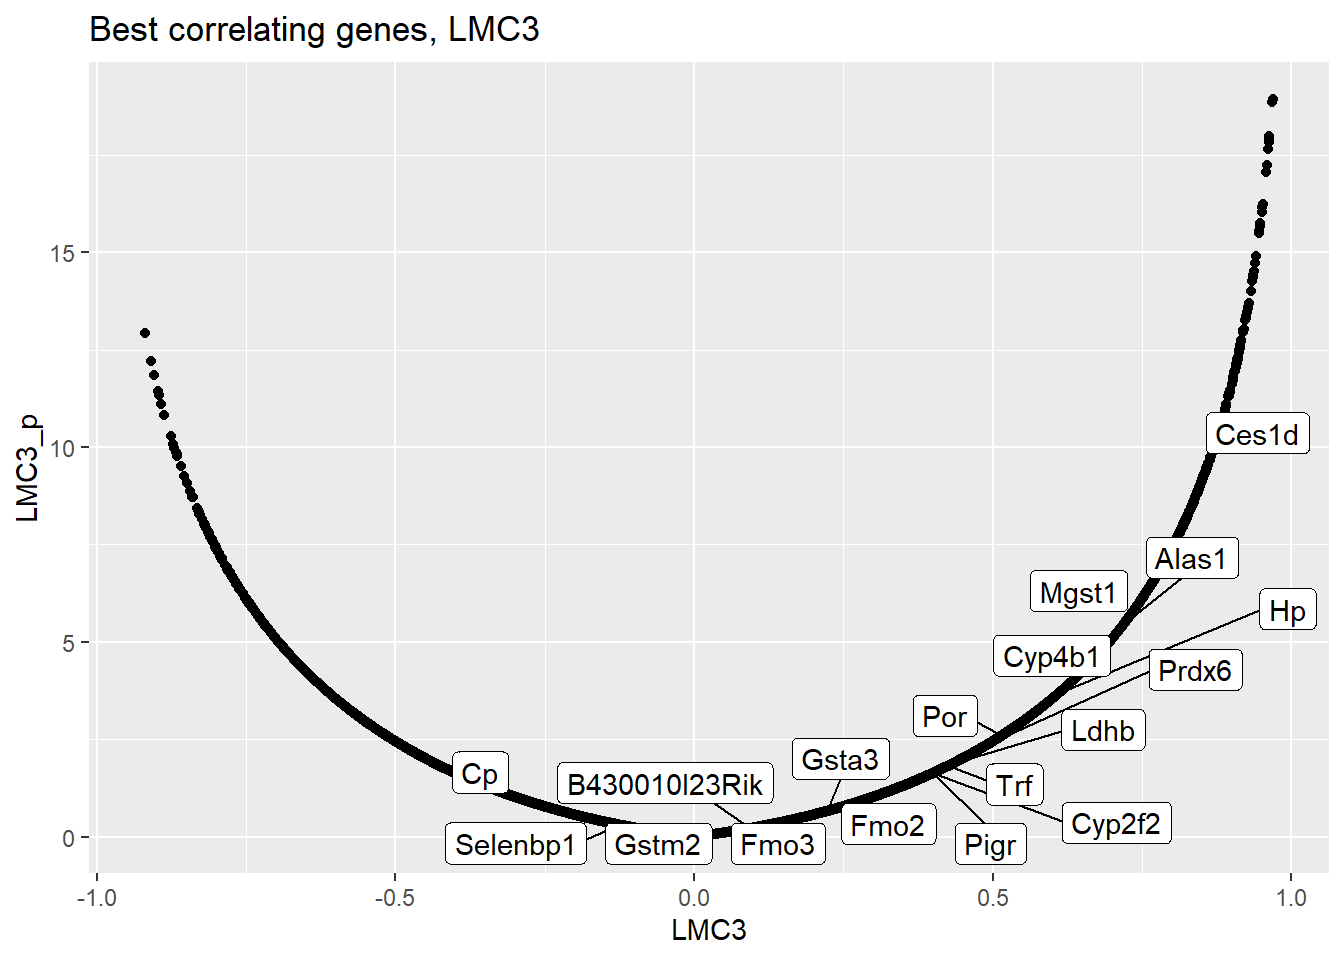 Best correlating genes, LMC3
LMC3_p
15
10
5
0
Ces1d
Alas1
Mgst1
Hp
Cyp4b1
Prdx6
Por
Ldhb
Gsta3
Cp
B430010I23Rik
Trf
Fmo2
Cyp2f2
Selenbp1
Gstm2
Fmo3
Pigr
-1.0
-0.5
0.0
0.5
1.0
LMC3